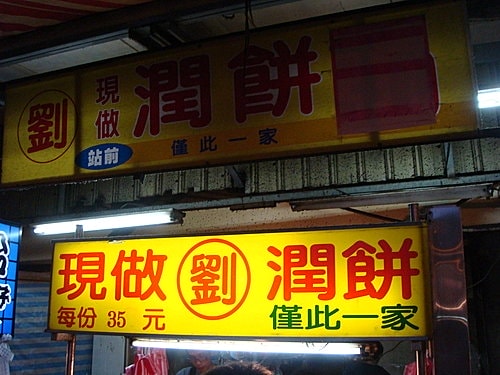 劉 現做 潤餅
站前 僅此一家
現做 劉 潤餅
每份 35 元 僅此一家